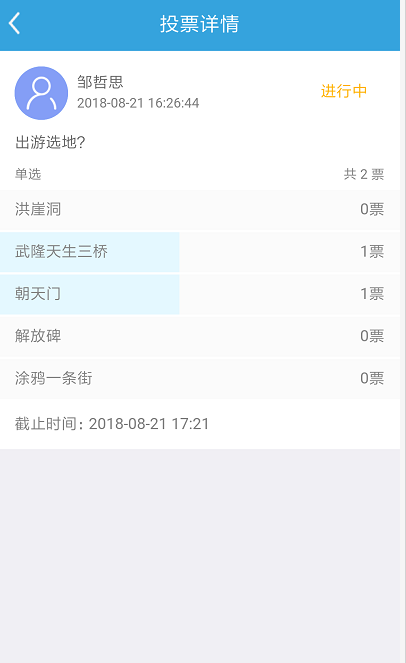 投票详情
邹哲思
2018-08-21 16:26:44
进行中
出游选地?
单选 共 2 票
洪崖洞 0票
武隆天生三桥 1票
朝天门 1票
解放碑 0票
涂鸦一条街 0票
截止时间：2018-08-21 17:21